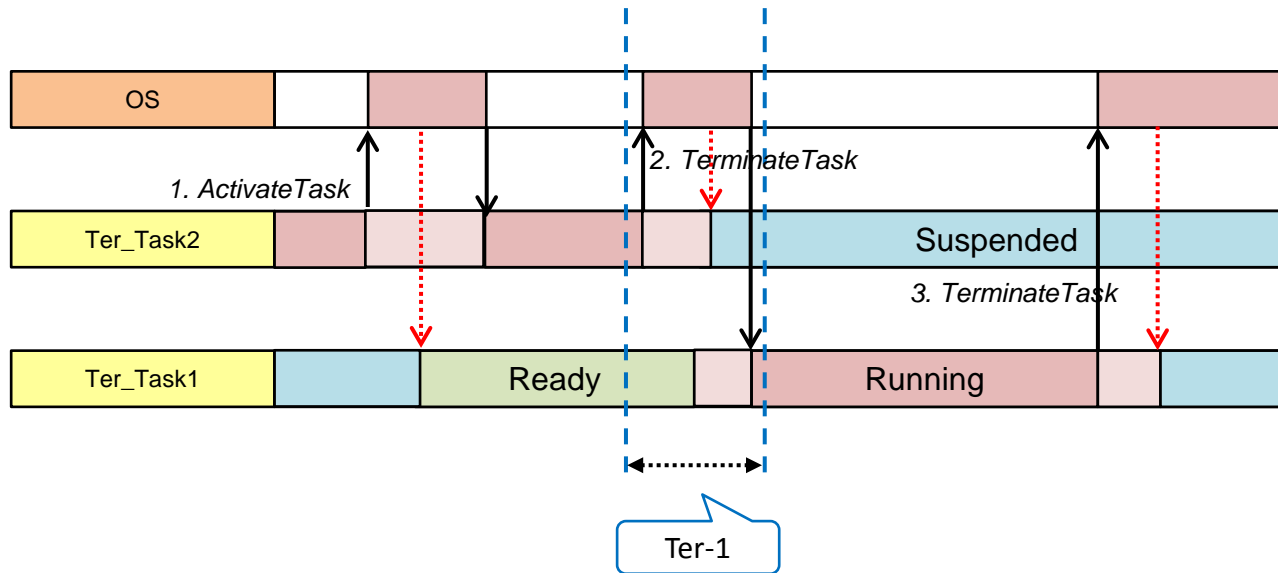 OS
2. TerminateTask
1. ActivateTask
Ter_Task2
Suspended
3. TerminateTask
Ter_Task1
Ready
Running
Ter-1